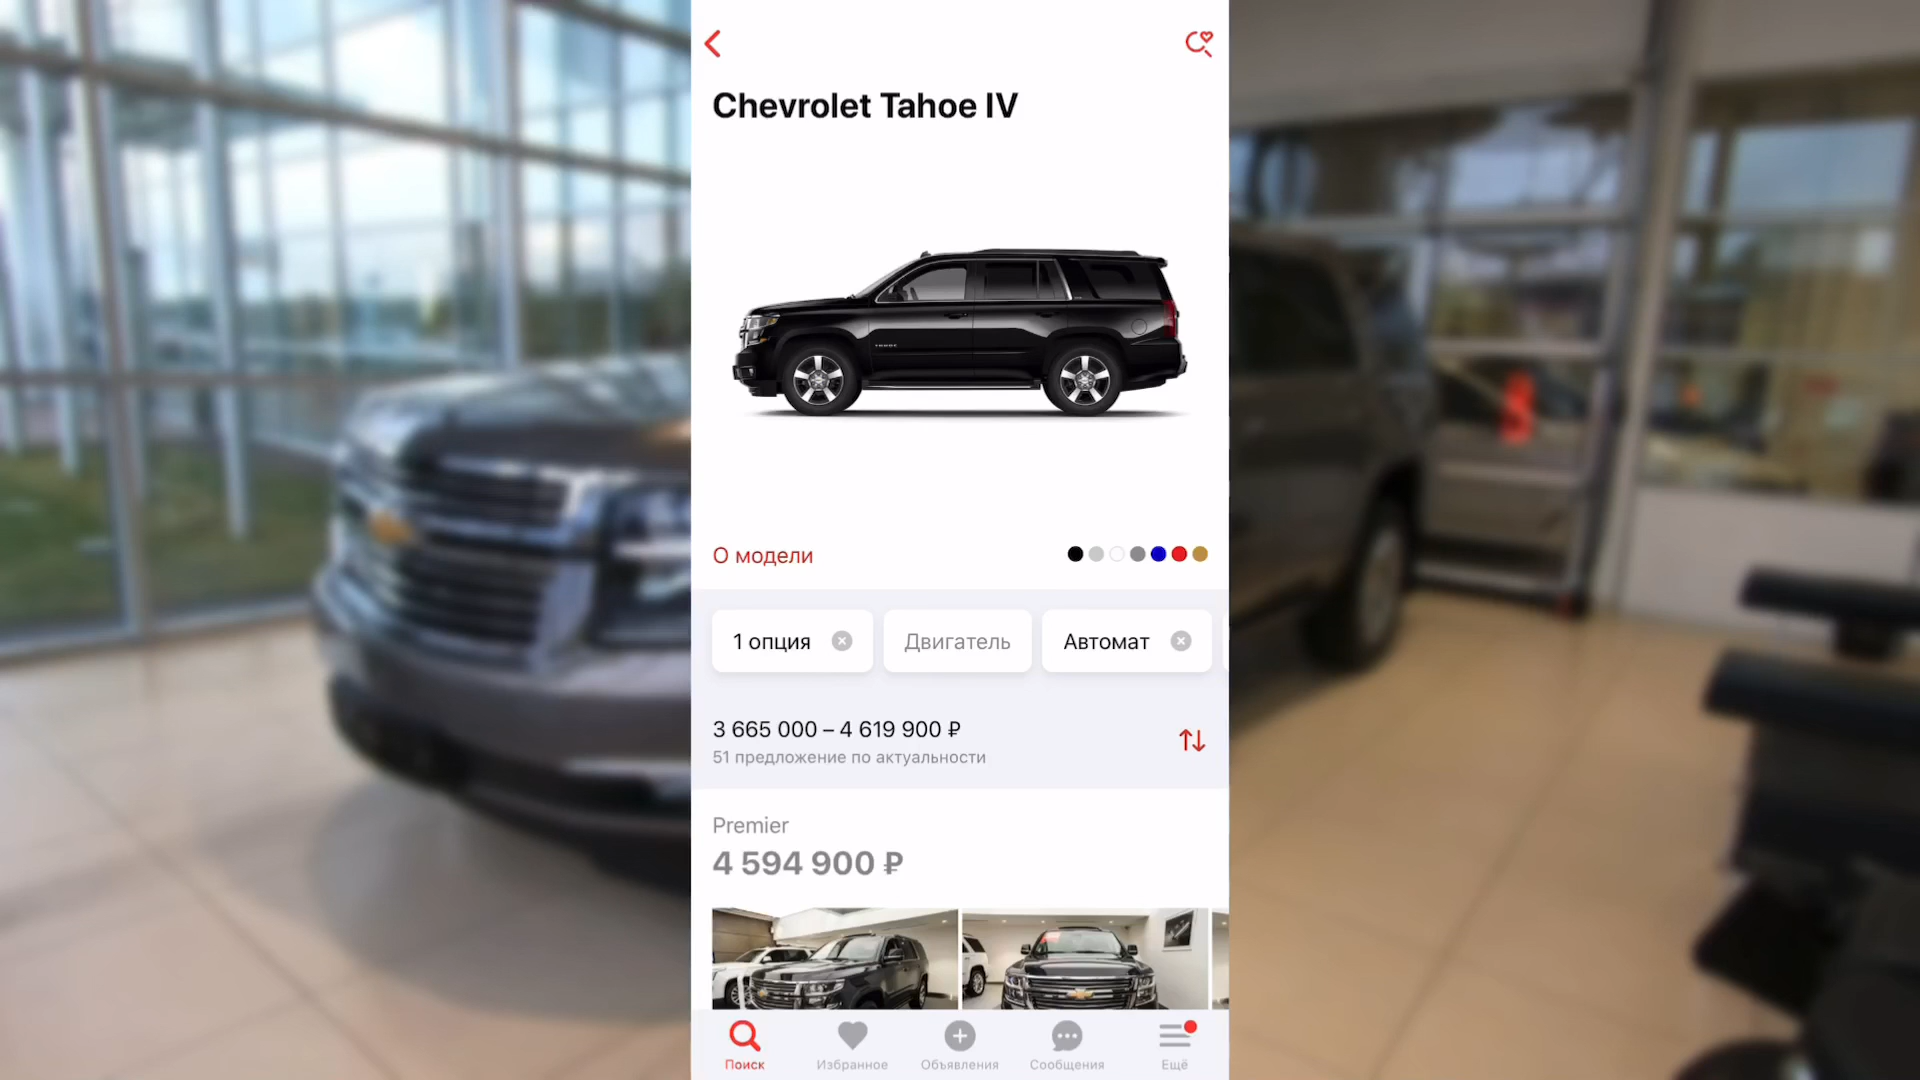 Chevrolet Tahoe IV
О модели
1 опция
Двигатель
Автомат
3 665 000 – 4 619 900 ₽
51 предложение по актуальности
Premier
4 594 900 ₽
Поиск
Избранное
Объявления
Сообщения
Ещё